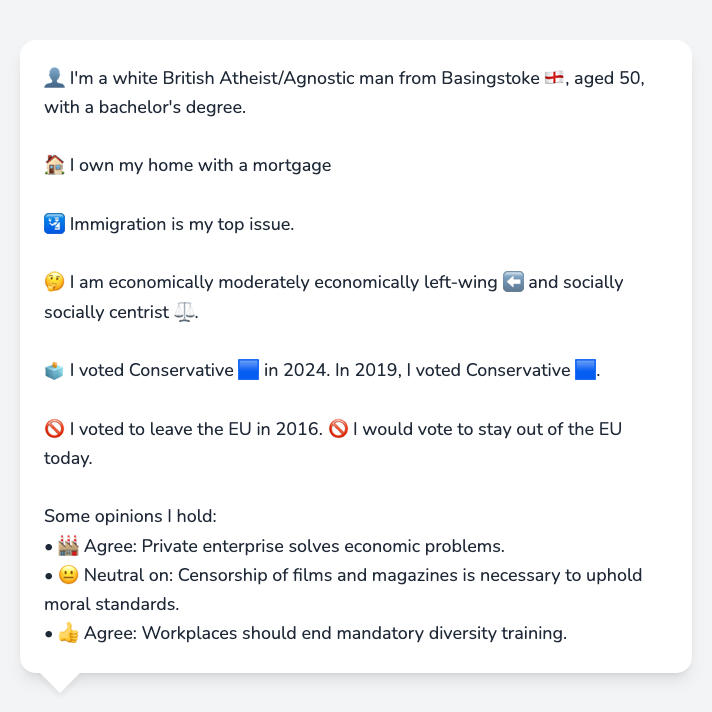 👤 I'm a white British Atheist/Agnostic man from Basingstoke 🏴󠁧󠁢󠁥󠁮󠁧󠁿, aged 50,
with a bachelor's degree.
🏠 I own my home with a mortgage
🛂 Immigration is my top issue.
🤔 I am economically moderately economically left-wing ⬅️ and socially
socially centrist ⚖️.
🗳️ I voted Conservative 🟦 in 2024. In 2019, I voted Conservative 🟦.
🚫 I voted to leave the EU in 2016. 🚫 I would vote to stay out of the EU
today.
Some opinions I hold:
• 🏭 Agree: Private enterprise solves economic problems.
• 😐 Neutral on: Censorship of films and magazines is necessary to uphold
moral standards.
• 👍 Agree: Workplaces should end mandatory diversity training.